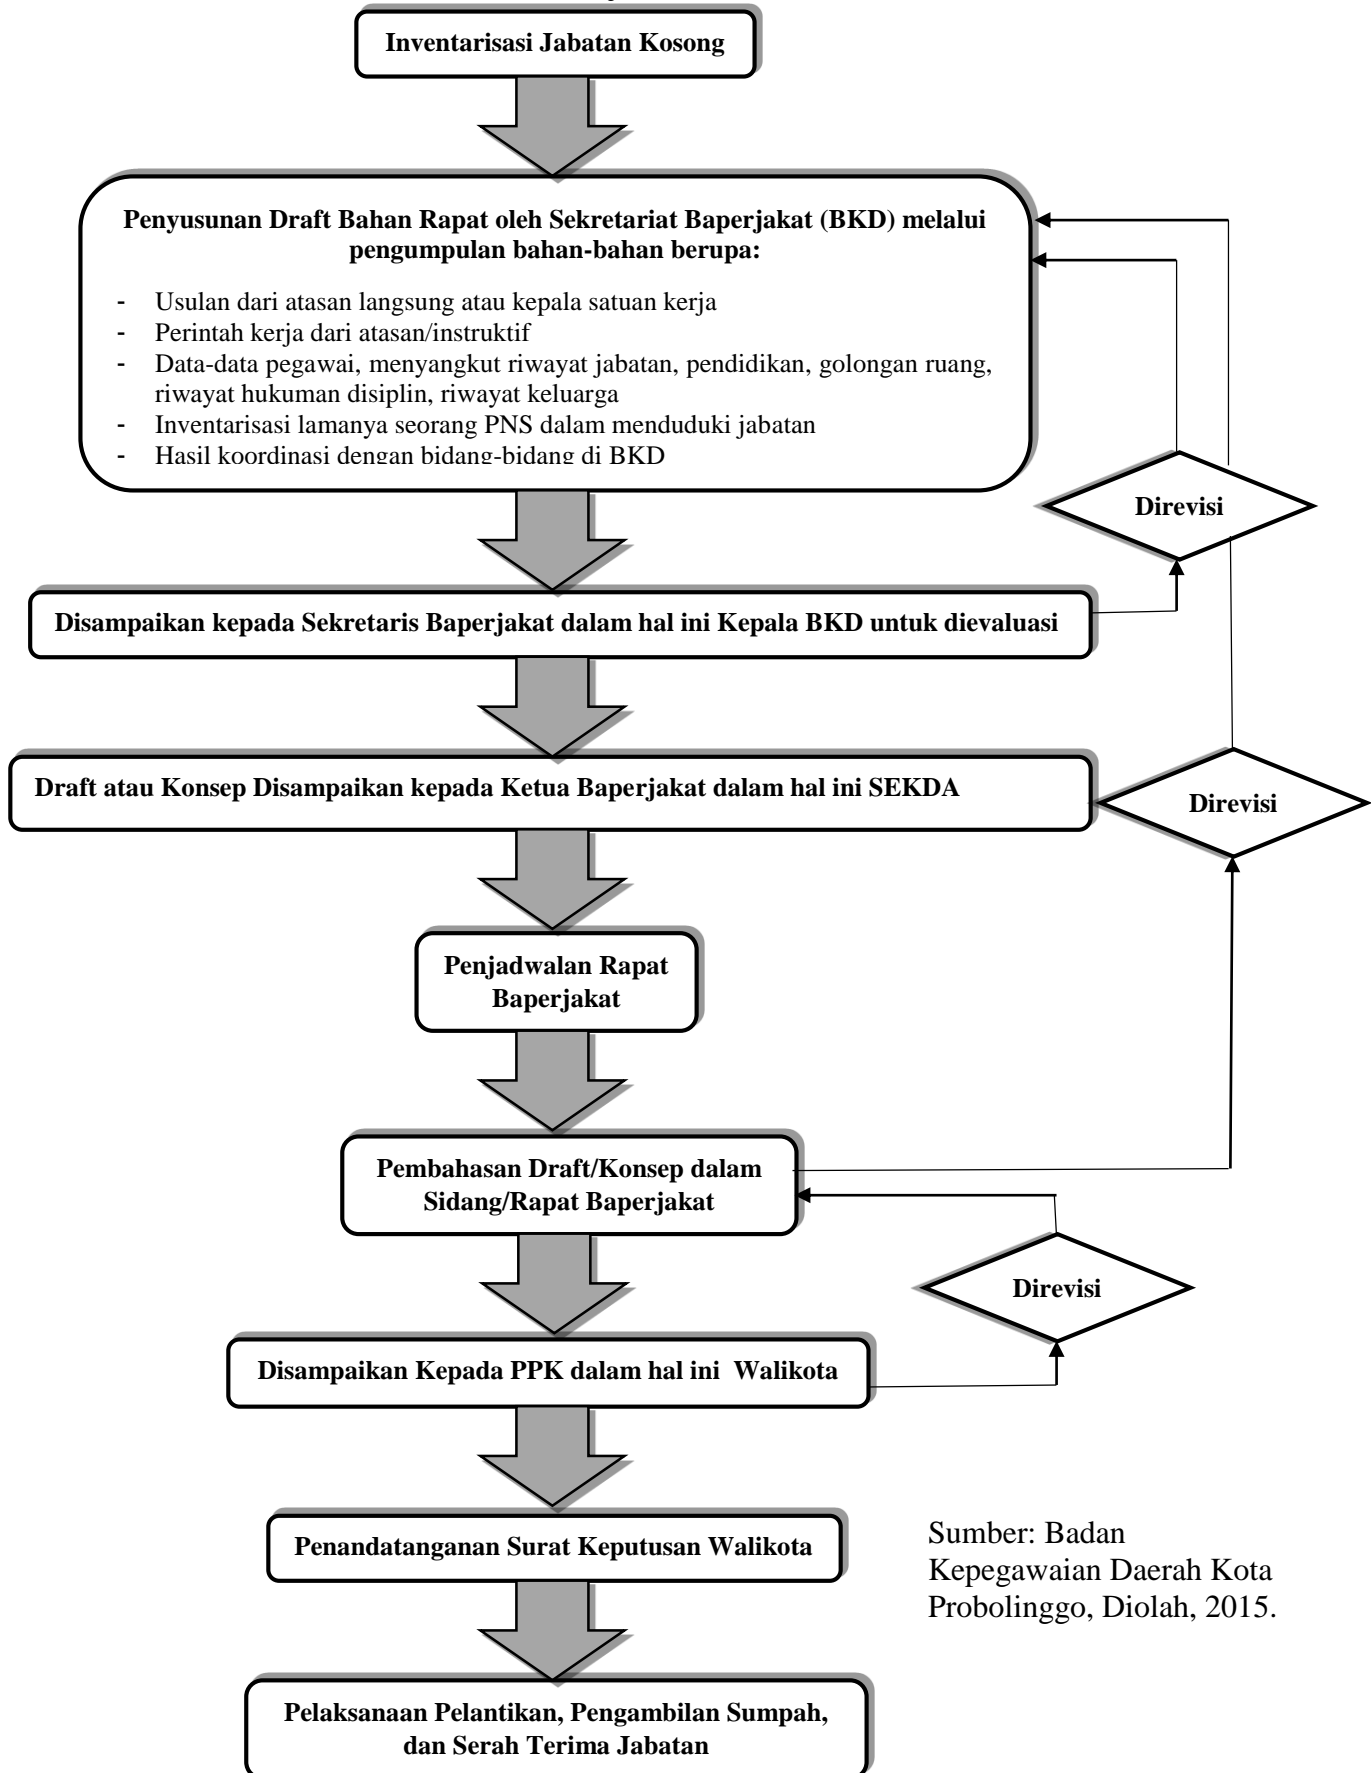 Inventarisasi Jabatan Kosong
Penyusunan Draft Bahan Rapat oleh Sekretariat Baperjakat (BKD) melalui
pengumpulan bahan-bahan berupa:
- Usulan dari atasan langsung atau kepala satuan kerja
- Perintah kerja dari atasan/instruktif
- Data-data pegawai, menyangkut riwayat jabatan, pendidikan, golongan ruang,
riwayat hukuman disiplin, riwayat keluarga
- Inventarisasi lamanya seorang PNS dalam menduduki jabatan
- Hasil koordinasi dengan bidang-bidang di BKD
Direvisi
Disampaikan kepada Sekretaris Baperjakat dalam hal ini Kepala BKD untuk dievaluasi
Draft atau Konsep Disampaikan kepada Ketua Baperjakat dalam hal ini SEKDA
Direvisi
Penjadwalan Rapat
Baperjakat
Pembahasan Draft/Konsep dalam
Sidang/Rapat Baperjakat
Direvisi
Disampaikan Kepada PPK dalam hal ini Walikota
Penandatanganan Surat Keputusan Walikota
Sumber: Badan
Kepegawaian Daerah Kota
Probolinggo, Diolah, 2015.
Pelaksanaan Pelantikan, Pengambilan Sumpah,
dan Serah Terima Jabatan